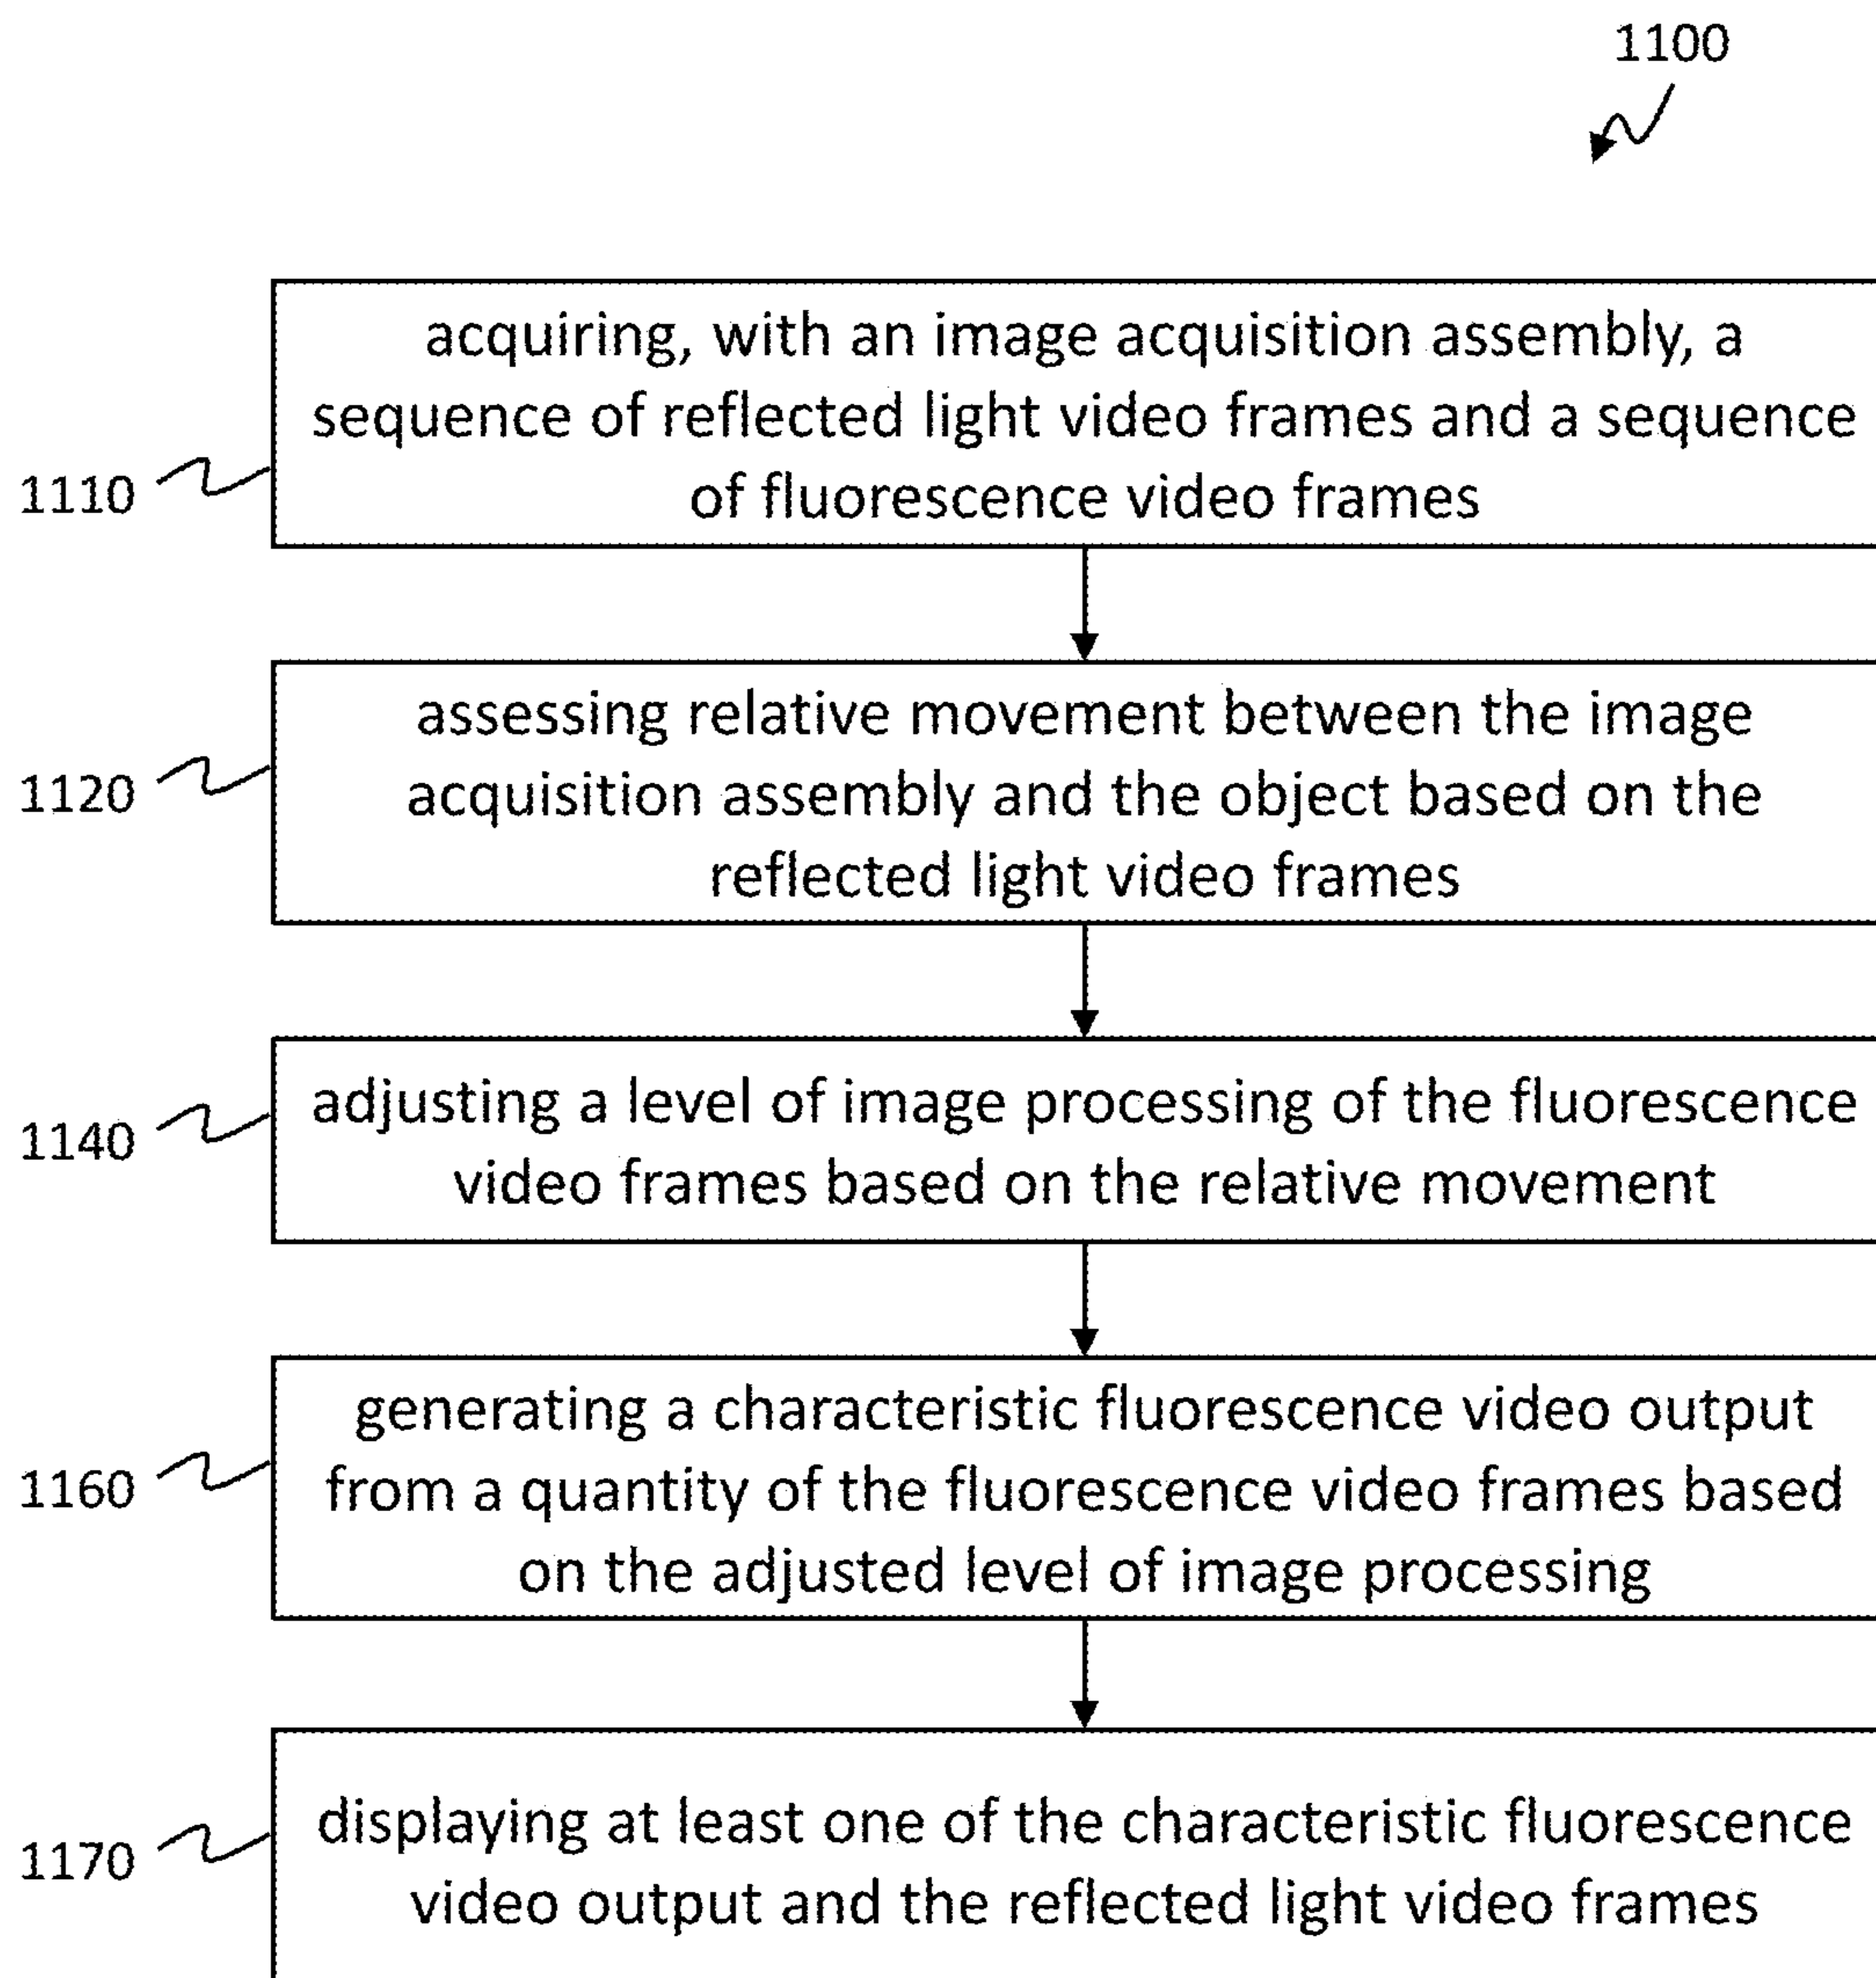 1100
acquiring, with an image acquisition assembly, a
sequence of reflected light video frames and a sequence
of fluorescence video frames
1110
assessing relative movement between the image
acquisition assembly and the object based on the
reflected light video frames
1120
adjusting a level of image processing of the fluorescence
video frames based on the relative movement
1140
generating a characteristic fluorescence video output
from a quantity of the fluorescence video frames based
on the adjusted level of image processing
1160
displaying at least one of the characteristic fluorescence
video output and the reflected light video frames
1170